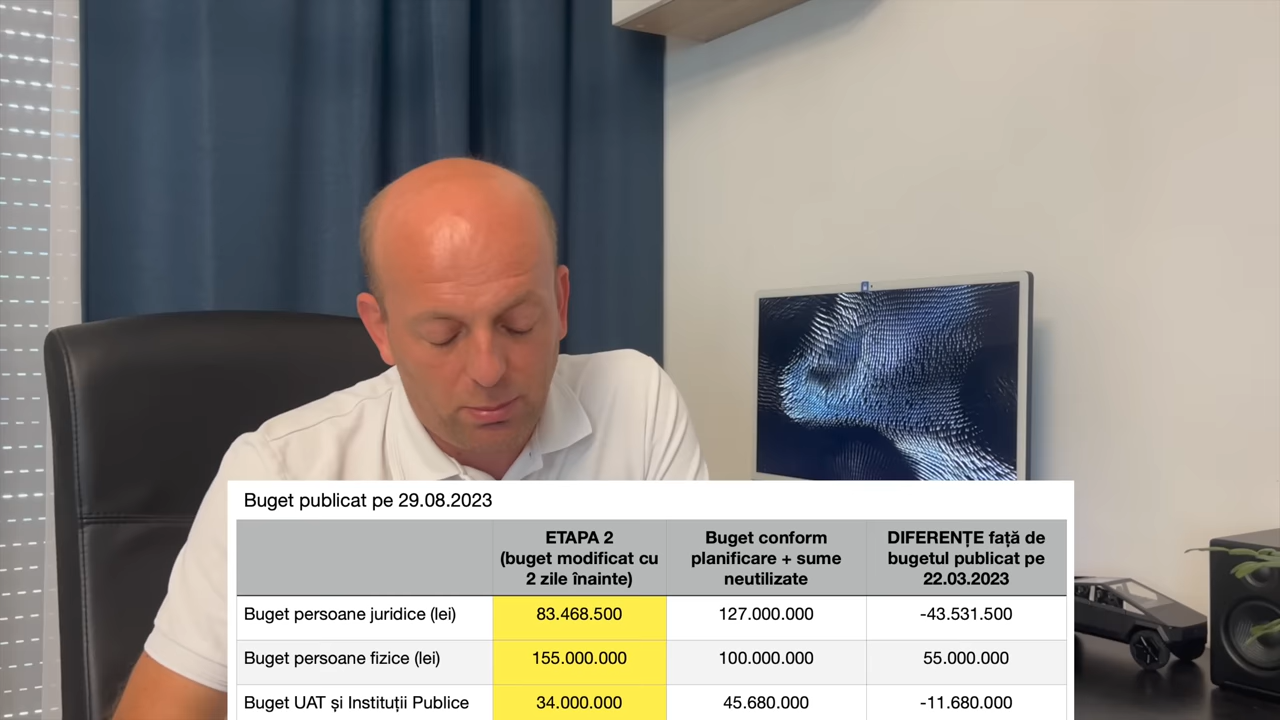 Buget publicat pe 29.08.2023
ETAPA 2
(buget modificat cu
2 zile înainte)
Buget conform
planificare + sume
neutilizate
DIFERENȚE față de
bugetul publicat pe
22.03.2023
Buget persoane juridice (lei) 83.468.500 127.000.000 -43.531.500
Buget persoane fizice (lei) 155.000.000 100.000.000 55.000.000
Buget UAT și Instituții Publice 34.000.000 45.680.000 -11.680.000